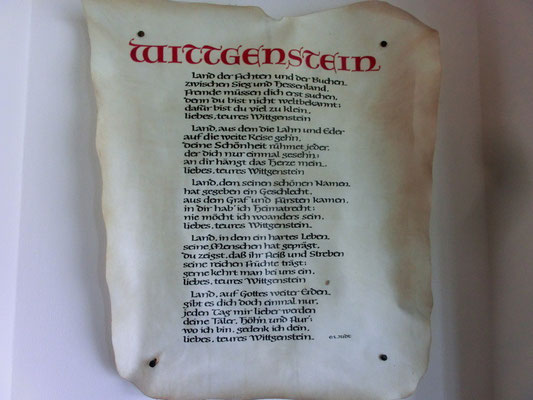 WITTGENSTEIN
Land der Fichten und der Buchen,
zwischen Sieg und Hessenland,
Fremde müssen dich erst suchen,
denn du bist nicht weltbekannt:
dafür bist du viel zu klein,
liebes, teures Wittgenstein
Land, aus den die Lahn und Eder
auf die weite Reise gehn,
deine Schönheit rühmet jeder,
der dich nur einmal gesehn:
an dir hängt das Herze mein,
liebes, teures Wittgenstein
Land, dem seinen schönen Namen,
hat gegeben ein Geschlecht,
aus dem Graf und Fürsten kamen,
in dir hab' ich Heimatrecht:
nie möcht ich woanders sein,
liebes, teures Wittgenstein.
Land, in dem ein hartes Leben,
seine Menschen hat geprägt,
du zeigst, daß ihr Fleiß und Streben
seine reichen Früchte trägt:
gerne kehrt man bei uns ein,
liebes, teures Wittgenstein
Land, auf Gottes weiter Erden,
gibt es dich doch einmal nur,
jeden Tag mir lieber werden
deine Täler, Höh'n und Flur:
wo ich bin, gedenk ich dein,
liebes, teures Wittgenstein.